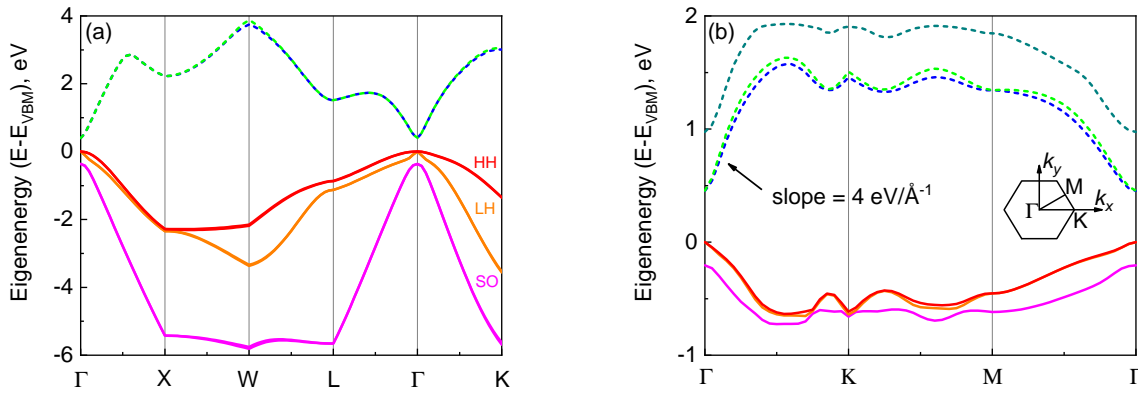 (a)
Eigenenergy (E-E_VBM), eV
4
2
0
-2
-4
-6
HH
LH
SO
Γ X W L Γ K
(b)
Eigenenergy (E-E_VBM), eV
2
1
0
-1
slope = 4 eV/Å⁻¹
k_y
M
Γ
k_x
K
Γ K M Γ